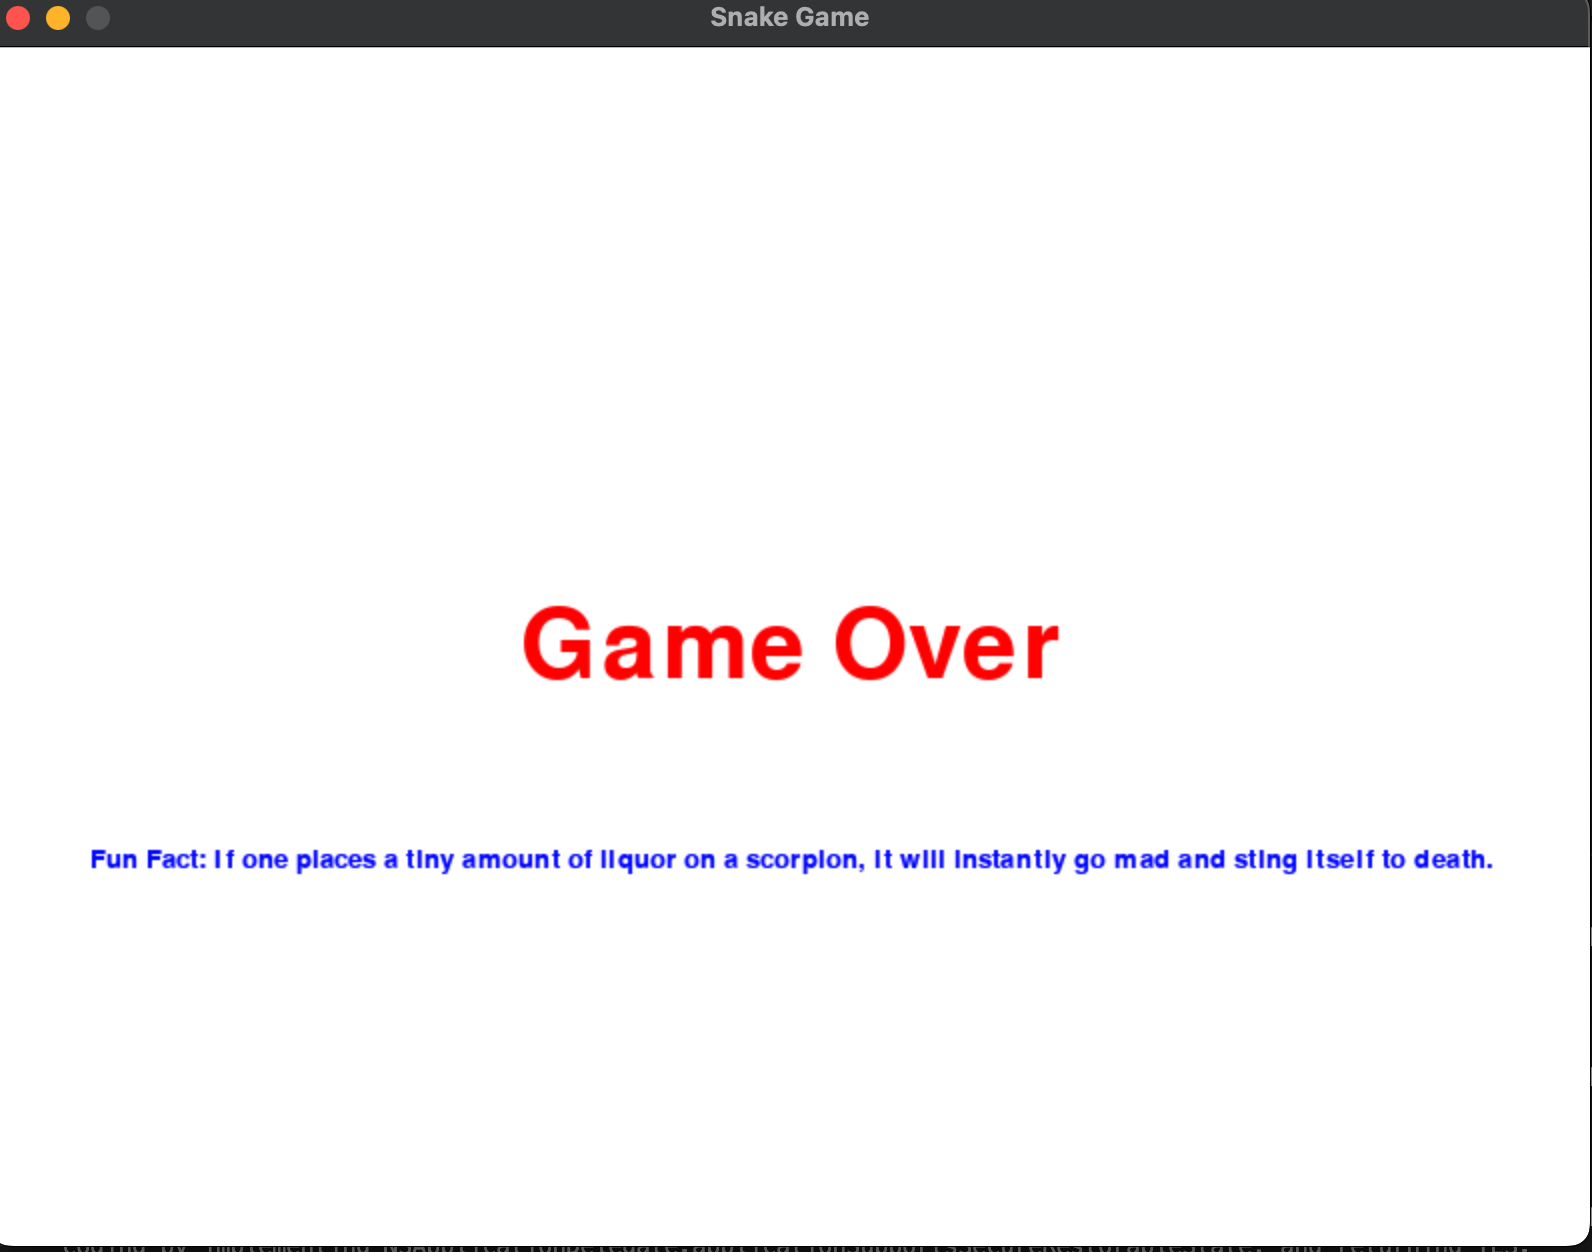 Snake Game
Game Over
Fun Fact: If one places a tiny amount of liquor on a scorpion, it will instantly go mad and sting itself to death.